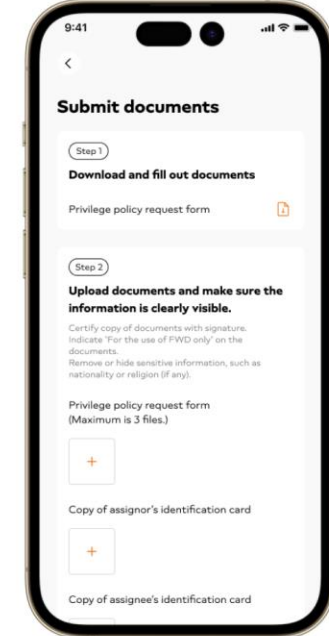 9:41
Submit documents
Step 1
Download and fill out documents
Privilege policy request form
Step 2
Upload documents and make sure the
information is clearly visible.
Certify copy of documents with signature.
Indicate 'For the use of FWD only' on the
documents.
Remove or hide sensitive information, such as
nationality or religion (if any).
Privilege policy request form
(Maximum is 3 files.)
+
Copy of assignor's identification card
+
Copy of assignee's identification card